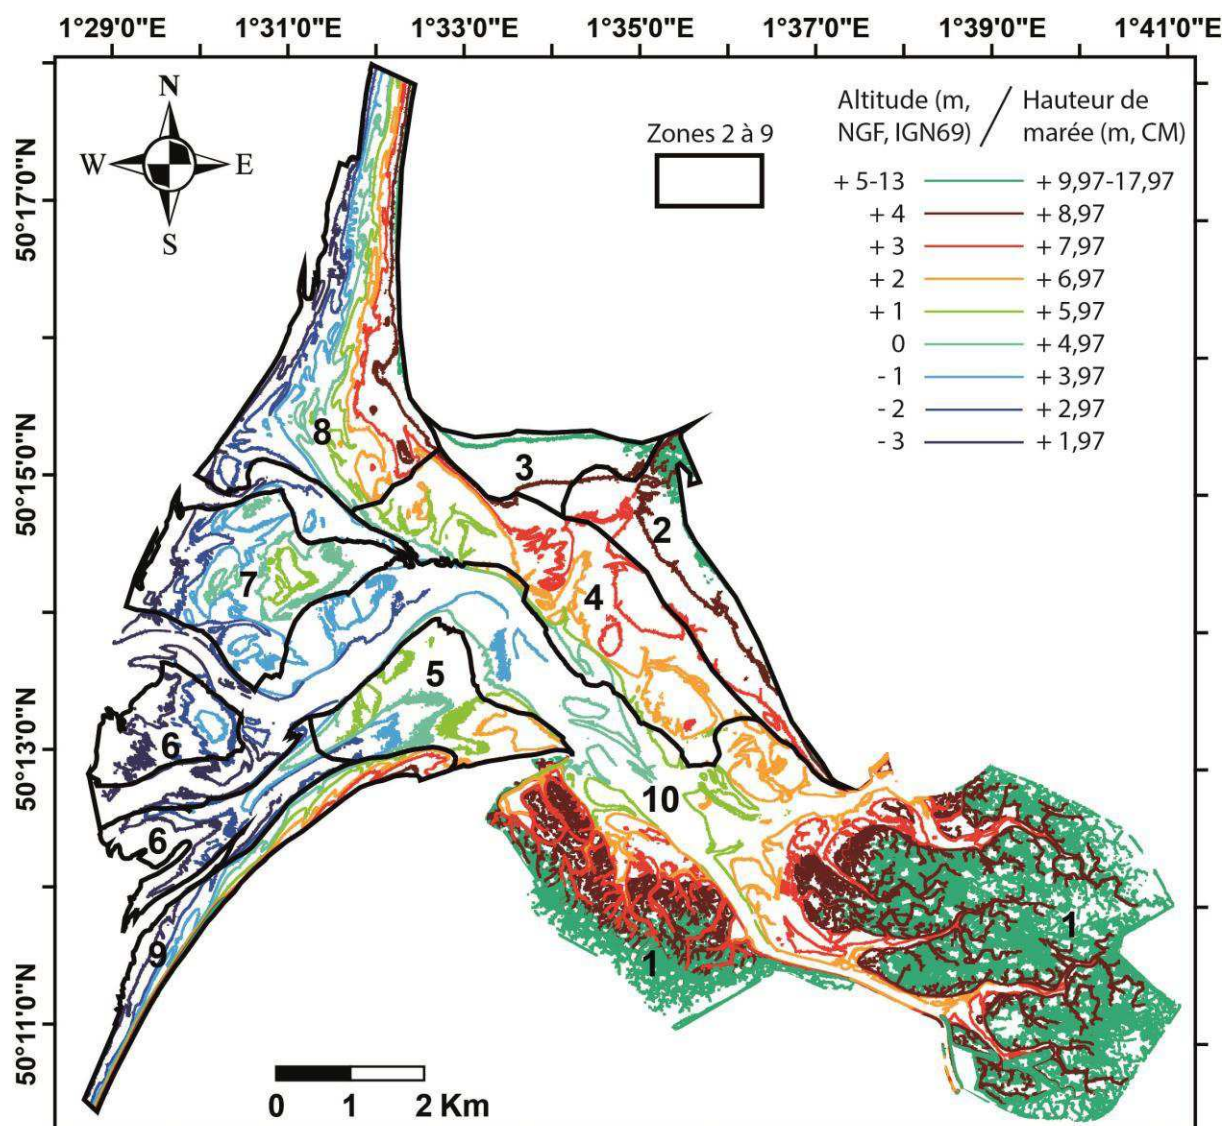 1°29'0"E 1°31'0"E 1°33'0"E 1°35'0"E 1°37'0"E 1°39'0"E 1°41'0"E
N
W E
S
Zones 2 à 9
Altitude (m, NGF, IGN69) / Hauteur de marée (m, CM)
+ 5-13 + 9,97-17,97
+ 4 + 8,97
+ 3 + 7,97
+ 2 + 6,97
+ 1 + 5,97
0 + 4,97
- 1 + 3,97
- 2 + 2,97
- 3 + 1,97
50°17'0"N
50°15'0"N
50°13'0"N
50°11'0"N
8
3
2
7
4
5
6
10
6
1
9
1
0 1 2 Km